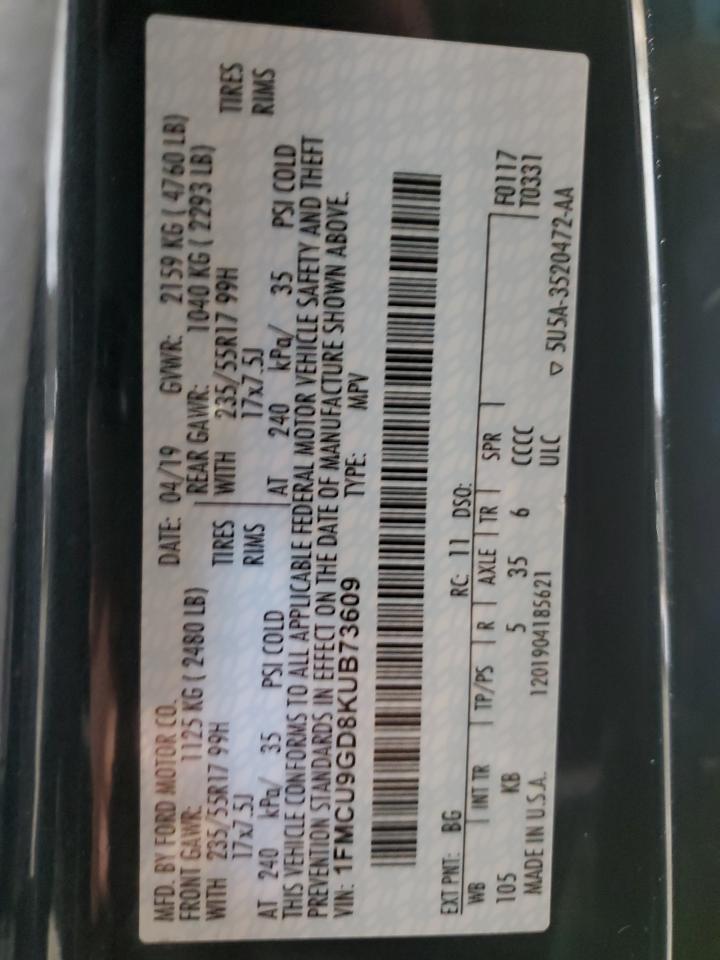 MFD. BY FORD MOTOR CO.
DATE: 04/19 GVWR: 2159 KG ( 4760 LB)
FRONT GAWR: 1125 KG ( 2480 LB) REAR GAWR: 1040 KG ( 2293 LB)
WITH 235/55R17 99H TIRES WITH 235/55R17 99H TIRES
17x7.5J RIMS 17x7.5J RIMS
AT 240 kPa/ 35 PSI COLD AT 240 kPa/ 35 PSI COLD
THIS VEHICLE CONFORMS TO ALL APPLICABLE FEDERAL MOTOR VEHICLE SAFETY AND THEFT
PREVENTION STANDARDS IN EFFECT ON THE DATE OF MANUFACTURE SHOWN ABOVE.
VIN: 1FMCU9GD8KUB73609 TYPE: MPV
EXT PNT: BG RC: 11 DSO: F0117
WB INT TR TP/PS R AXLE TR SPR T0331
105 KB 5 35 6 CCCC
MADE IN U.S.A. 1201904185621 ULC ▽ 5U5A-3520472-AA